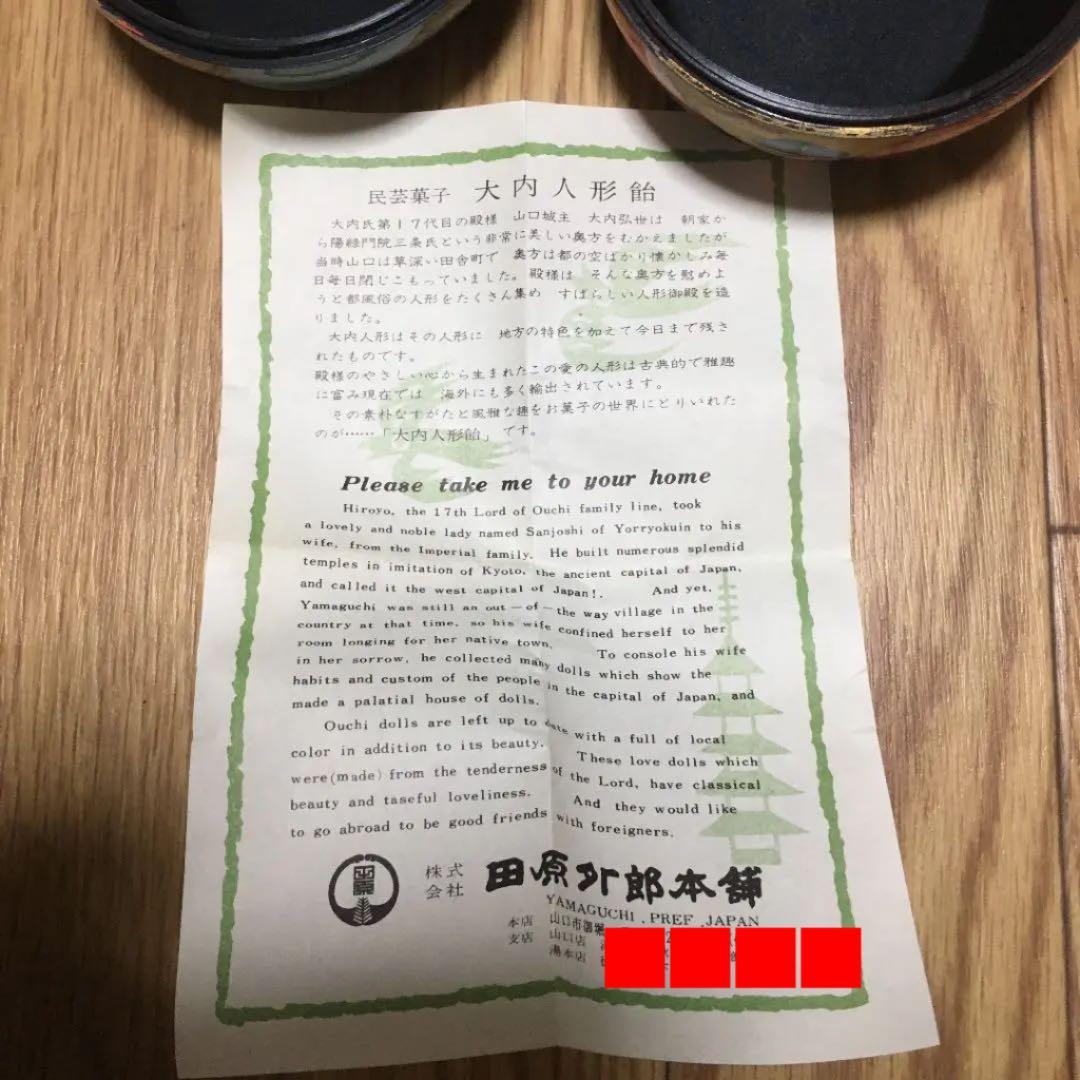 民芸菓子 大内人形飴
大内氏第17代目の殿様 山口城主 大内弘世は 朝家か
ら陽緑門院三条氏という非常に美しい奥方をむかえましたが
当時山口は草深い田舎町で 奥方は都の空ばかり懐かしみ毎
日毎日閉じこもっていました。殿様は そんな奥方を慰めよ
うと都風俗の人形をたくさん集め すばらしい人形御殿を造
りました。
大内人形はその人形に 地方の特色を加えて今日まで残さ
れたものです。
殿様のやさしい心から生まれたこの愛の人形は古典的で雅趣
に富み現在では 海外にも多く輸出されています。
その素朴なすがたと風雅な趣をお菓子の世界にとりいれた
のが……「大内人形飴」です。
Please take me to your home
Hiroyo, the 17th Lord of Ouchi family line, took
a lovely and noble lady named Sanjoshi of Yorryokuin to his
wife, from the Imperial family. He built numerous splendid
temples in imitation of Kyoto, the ancient capital of Japan,
and called it the west capital of Japan!. And yet,
Yamaguchi was still an out-of-the way village in the
country at that time, so his wife confined herself to her
room longing for her native town. To console his wife
in her sorrow, he collected many dolls which show the
habits and custom of the people in the capital of Japan, and
made a palatial house of dolls.
Ouchi dolls are left up to date with a full of local
color in addition to its beauty. These love dolls which
were(made) from the tenderness of the Lord, have classical
beauty and taseful loveliness. And they would like
to go abroad to be good friends with foreigners.
株式会社 田原外郎本舗
YAMAGUCHI . PREF . JAPAN
本店 山口市御堀
支店 山口店
湯本店